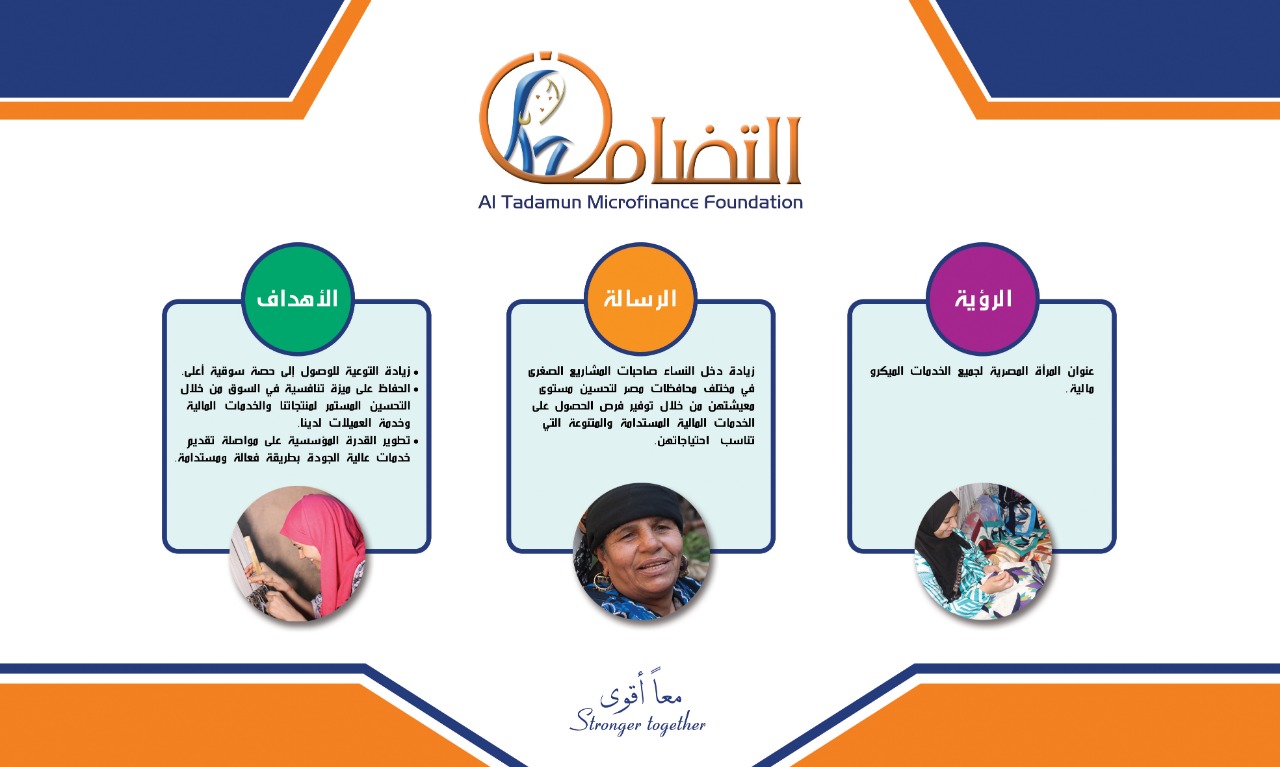 التضامن
Al Tadamun Microfinance Foundation
الرؤية
عنوان المرأة المصرية لجميع الخدمات الميكرو
مالية.
الرسالة
زيادة دخل النساء صاحبات المشاريع الصغرى
في مختلف محافظات مصر لتحسين مستوى
معيشتهن من خلال توفير فرص الحصول على
الخدمات المالية المستدامة والمتنوعة التي
تناسب احتياجاتهن.
الأهداف
• زيادة التوعية للوصول إلى حصة سوقية أعلى.
• الحفاظ على ميزة تنافسية في السوق من خلال
التحسين المستمر لمنتجاتنا والخدمات المالية
وخدمة العميلات لدينا.
• تطوير القدرة المؤسسية على مواصلة تقديم
خدمات عالية الجودة بطريقة فعالة ومستدامة.
معاً أقوى
Stronger together